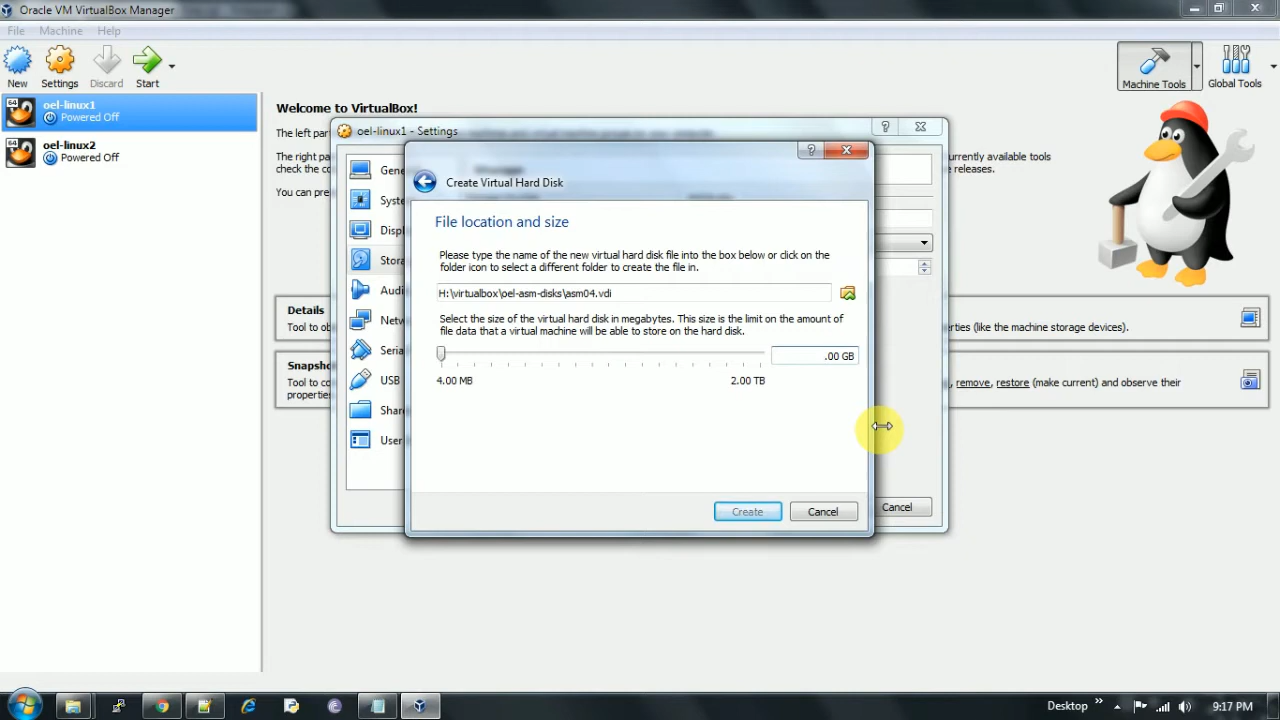 Oracle VM VirtualBox Manager
File Machine Help
New Settings Discard Start
Machine Tools Global Tools
64 oel-linux1
Powered Off
64 oel-linux2
Powered Off
Welcome to VirtualBox!
The left par
The right pa
check the co
You can pre
currently available tools
e releases.
oel-linux1 - Settings
Gene
Syste
Displ
Stora
Audi
Netw
Seria
USB
Share
User
Create Virtual Hard Disk
File location and size
Please type the name of the new virtual hard disk file into the box below or click on the
folder icon to select a different folder to create the file in.
H:\virtualbox\oel-asm-disks\asm04.vdi
Select the size of the virtual hard disk in megabytes. This size is the limit on the amount of
file data that a virtual machine will be able to store on the hard disk.
.00 GB
4.00 MB 2.00 TB
Create Cancel
Cancel
Details
Tool to ob
perties (like the machine storage devices).
Snapsh
Tool to co
properties
, remove, restore (make current) and observe their
Desktop
9:17 PM